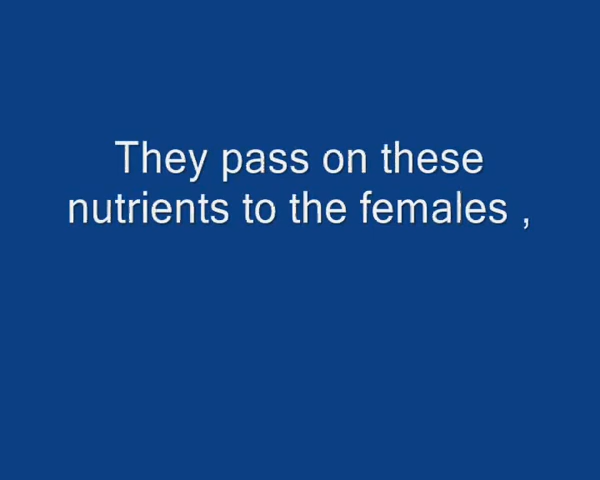 They pass on these
nutrients to the females ,